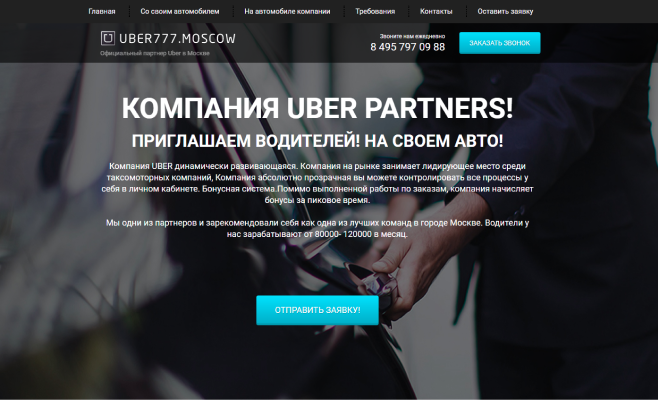 Главная Со своим автомобилем На автомобиле компании Требования Контакты Оставить заявку
UBER777.MOSCOW
Официальный партнер Uber в Москве
Звоните нам ежедневно
8 495 797 09 88
ЗАКАЗАТЬ ЗВОНОК
КОМПАНИЯ UBER PARTNERS!
ПРИГЛАШАЕМ ВОДИТЕЛЕЙ! НА СВОЕМ АВТО!
Компания UBER динамически развивающаяся. Компания на рынке занимает лидирующее место среди
таксомоторных компаний, Компания абсолютно прозрачная вы можете контролировать все процессы у
себя в личном кабинете. Бонусная система.Помимо выполненной работы по заказам, компания начисляет
бонусы за пиковое время.
Мы одни из партнеров и зарекомендовали себя как одна из лучших команд в городе Москве. Водители у
нас зарабатывают от 80000- 120000 в месяц.
ОТПРАВИТЬ ЗАЯВКУ!